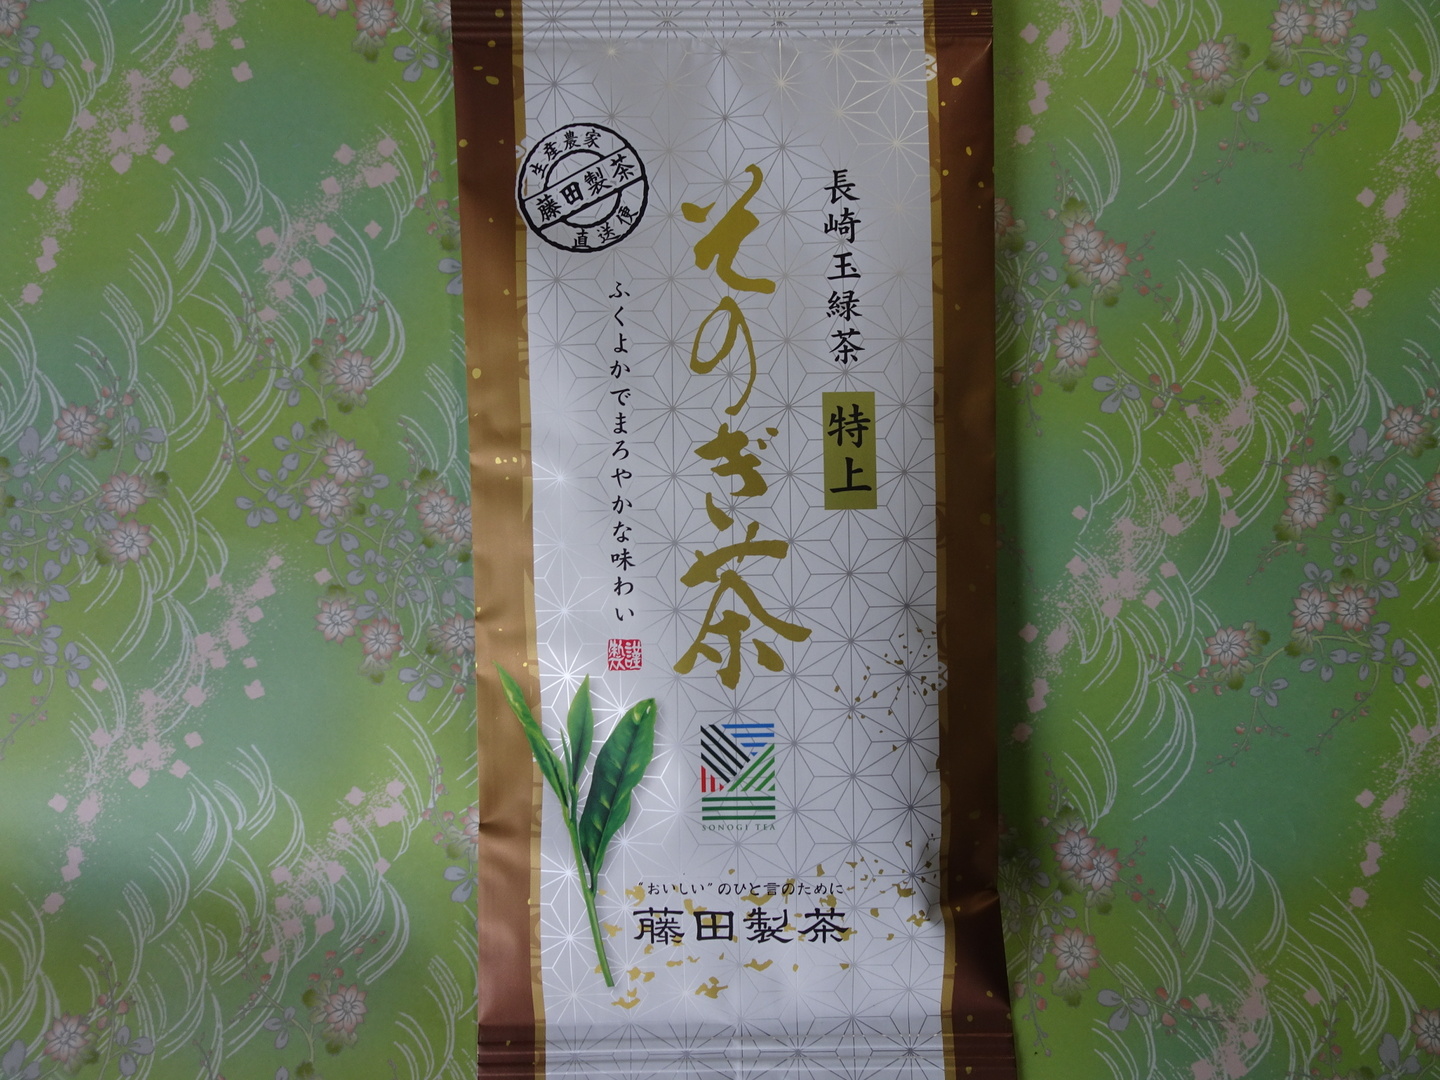 長崎玉緑茶
特上
そのぎ茶
ふくよかでまろやかな味わい
謹製
生産農家
藤田製茶
直送便
SONOGI TEA
"おいしい"のひと言のために
藤田製茶